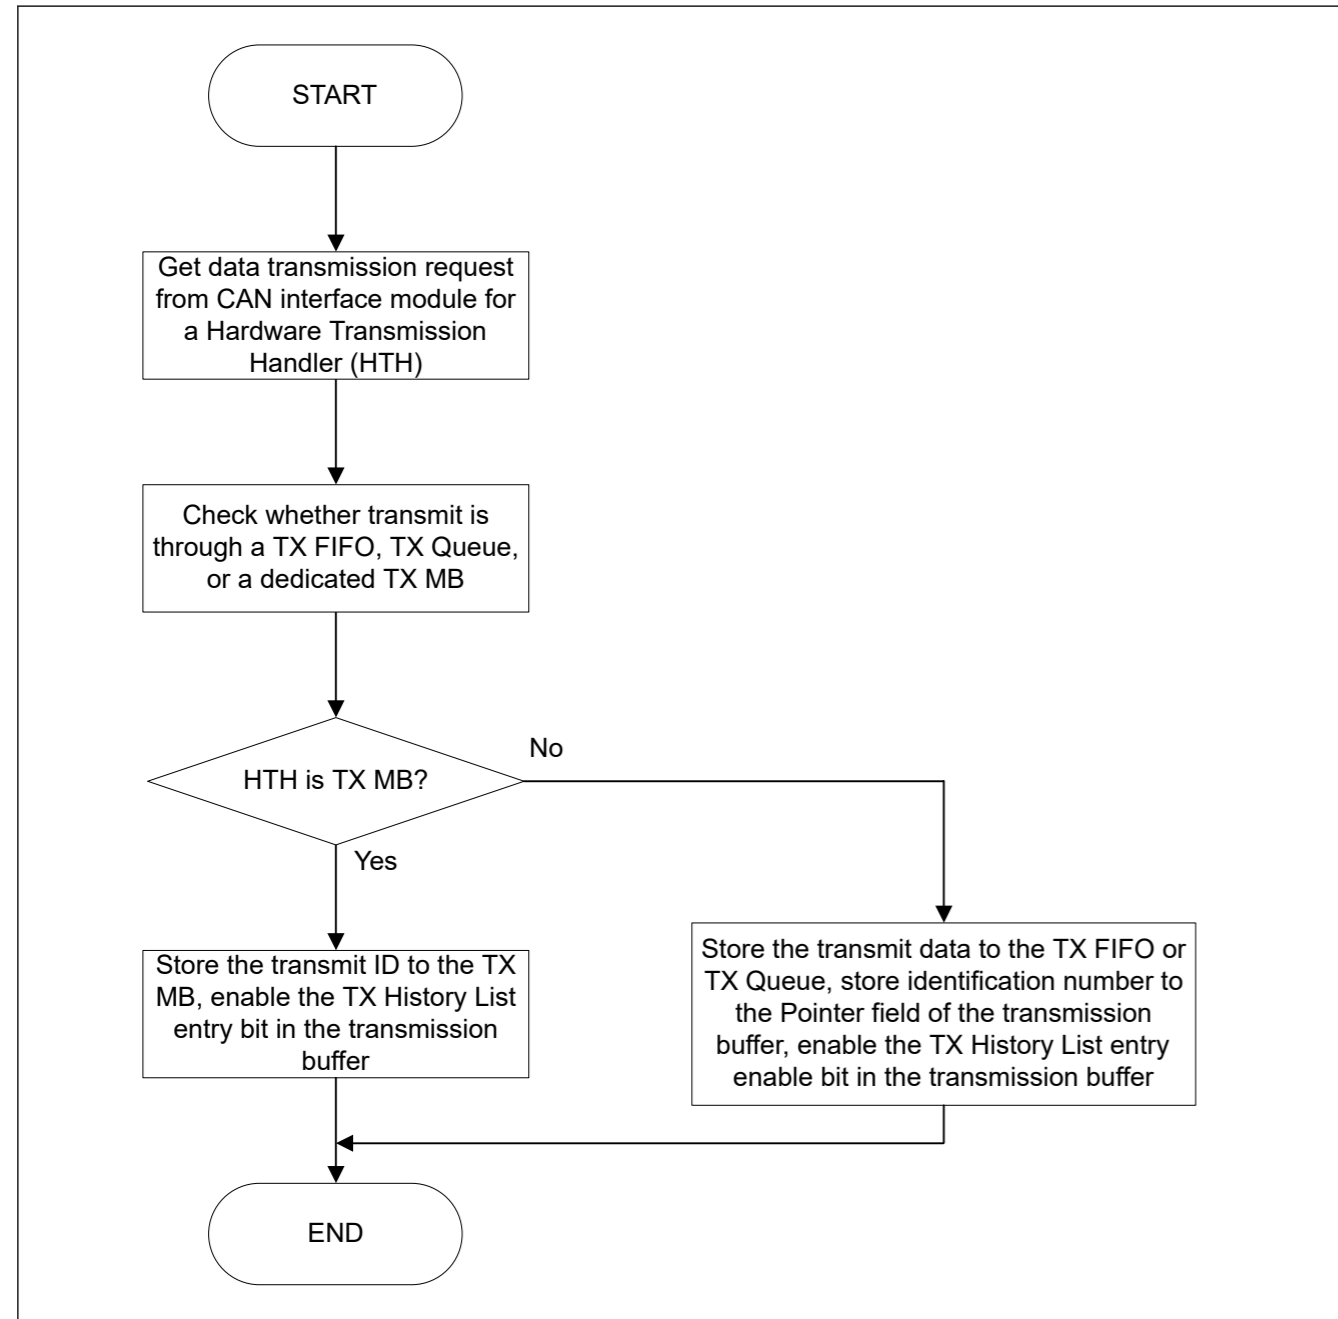 START
Get data transmission request
from CAN interface module for
a Hardware Transmission
Handler (HTH)
Check whether transmit is
through a TX FIFO, TX Queue,
or a dedicated TX MB
HTH is TX MB?
No
Yes
Store the transmit ID to the TX
MB, enable the TX History List
entry bit in the transmission
buffer
Store the transmit data to the TX FIFO or
TX Queue, store identification number to
the Pointer field of the transmission
buffer, enable the TX History List entry
enable bit in the transmission buffer
END